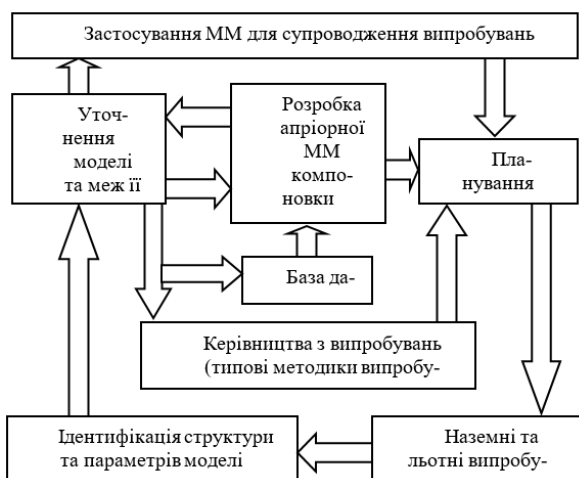 Застосування ММ для супроводження випробувань
Уточ-
нення
моделі
та меж її
Розробка
апріорної
ММ
компо-
новки
Пла-
нування
База да-
Керівництва з випробувань
(типові методики випробу-
Ідентифікація структури
та параметрів моделі
Наземні та
льотні випробу-